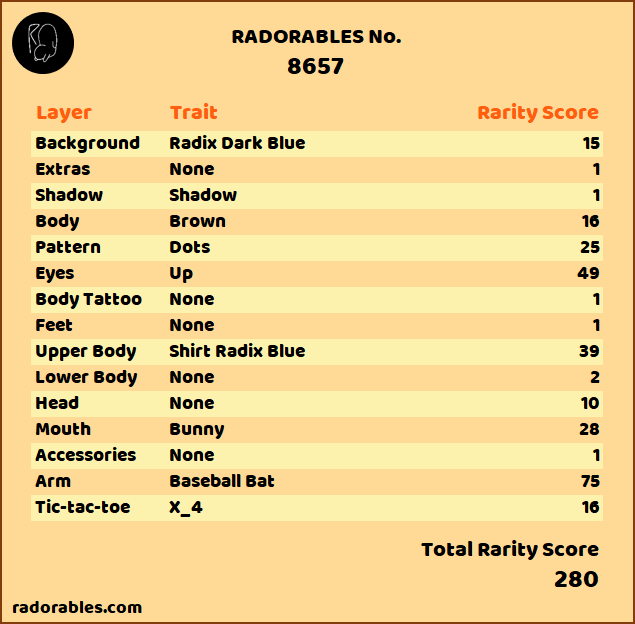 RADORABLES No.
8657
Layer Trait Rarity Score
Background Radix Dark Blue 15
Extras None 1
Shadow Shadow 1
Body Brown 16
Pattern Dots 25
Eyes Up 49
Body Tattoo None 1
Feet None 1
Upper Body Shirt Radix Blue 39
Lower Body None 2
Head None 10
Mouth Bunny 28
Accessories None 1
Arm Baseball Bat 75
Tic-tac-toe X_4 16
Total Rarity Score
280
radorables.com